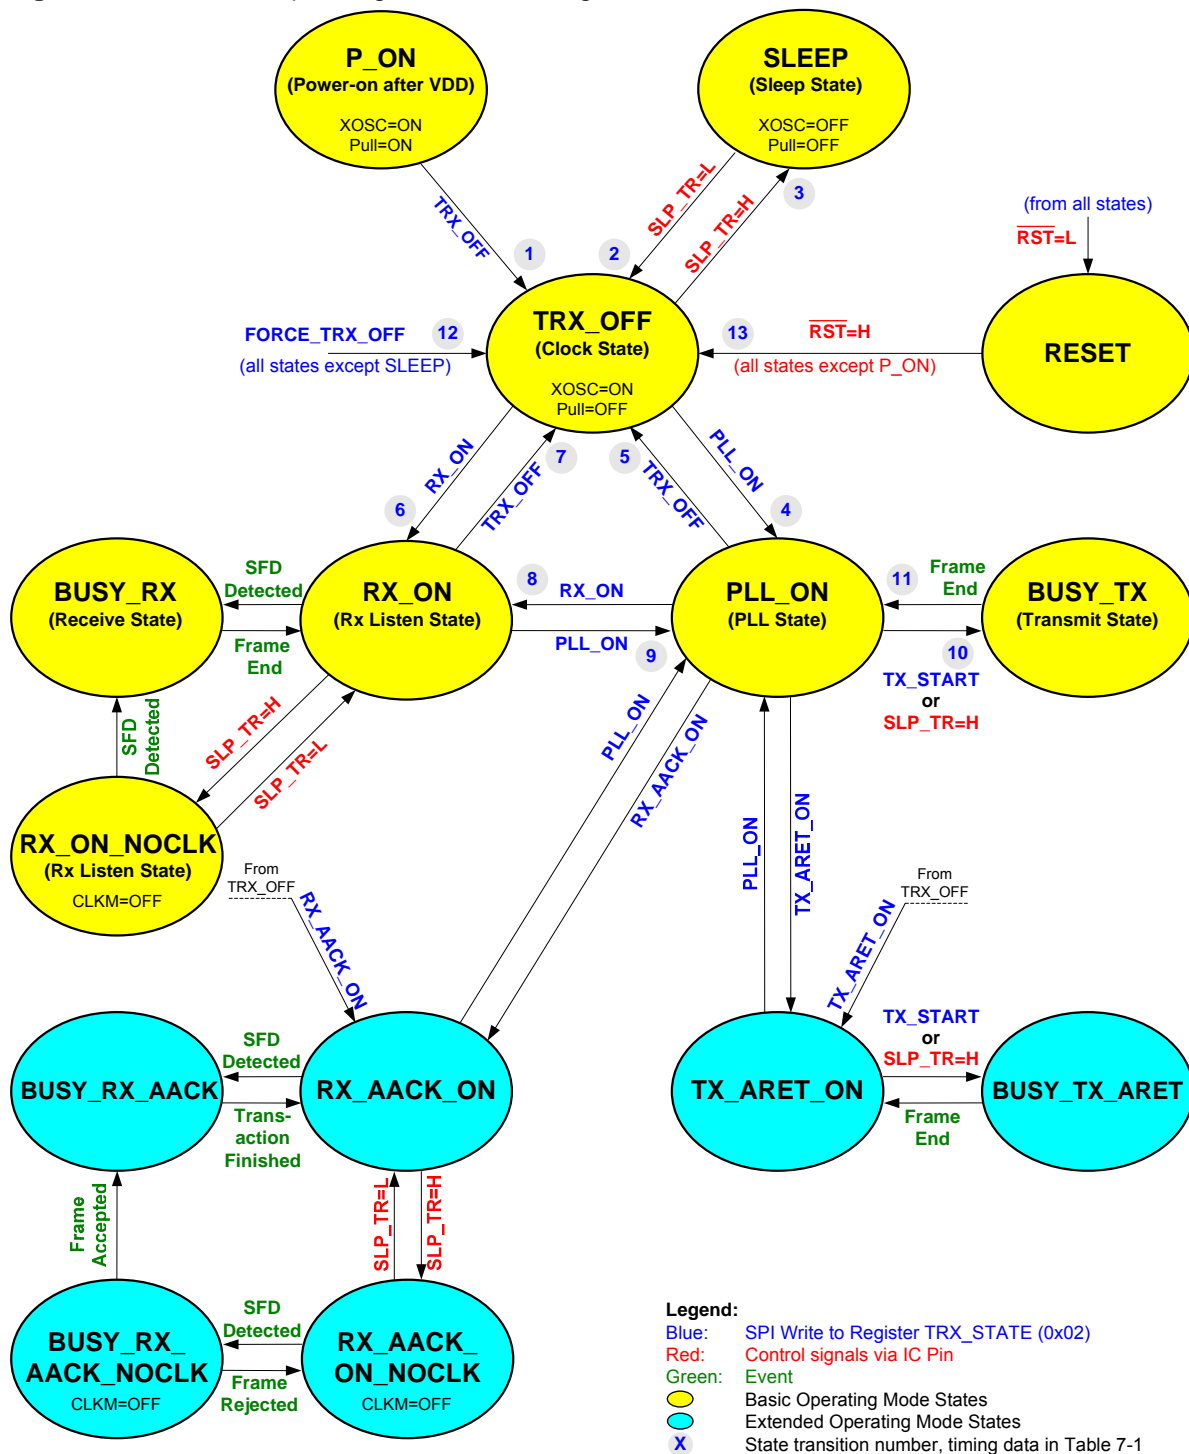 P_ON
(Power-on after VDD)
XOSC=ON
Pull=ON
SLEEP
(Sleep State)
XOSC=OFF
Pull=OFF
TRX_OFF
SLP_TR=L
SLP_TR=H
3
1
2
(from all states)
RST=L
FORCE_TRX_OFF
12
(all states except SLEEP)
TRX_OFF
(Clock State)
XOSC=ON
Pull=OFF
13
RST=H
(all states except P_ON)
RESET
RX_ON
7
TRX_OFF
6
5
TRX_OFF
PLL_ON
4
BUSY_RX
(Receive State)
SFD
Detected
Frame
End
RX_ON
(Rx Listen State)
8
RX_ON
PLL_ON
9
PLL_ON
(PLL State)
11
Frame
End
10
TX_START
or
SLP_TR=H
BUSY_TX
(Transmit State)
SFD
Detected
SLP_TR=H
SLP_TR=L
RX_ON_NOCLK
(Rx Listen State)
CLKM=OFF
From
TRX_OFF
RX_AACK_ON
PLL_ON
RX_AACK_ON
PLL_ON
TX_ARET_ON
From
TRX_OFF
TX_ARET_ON
BUSY_RX_AACK
SFD
Detected
Trans-
action
Finished
RX_AACK_ON
TX_ARET_ON
TX_START
or
SLP_TR=H
Frame
End
BUSY_TX_ARET
Frame
Accepted
SLP_TR=L
SLP_TR=H
BUSY_RX_
AACK_NOCLK
CLKM=OFF
SFD
Detected
Frame
Rejected
RX_AACK_
ON_NOCLK
CLKM=OFF
Legend:
Blue: SPI Write to Register TRX_STATE (0x02)
Red: Control signals via IC Pin
Green: Event
Basic Operating Mode States
Extended Operating Mode States
X State transition number, timing data in Table 7-1